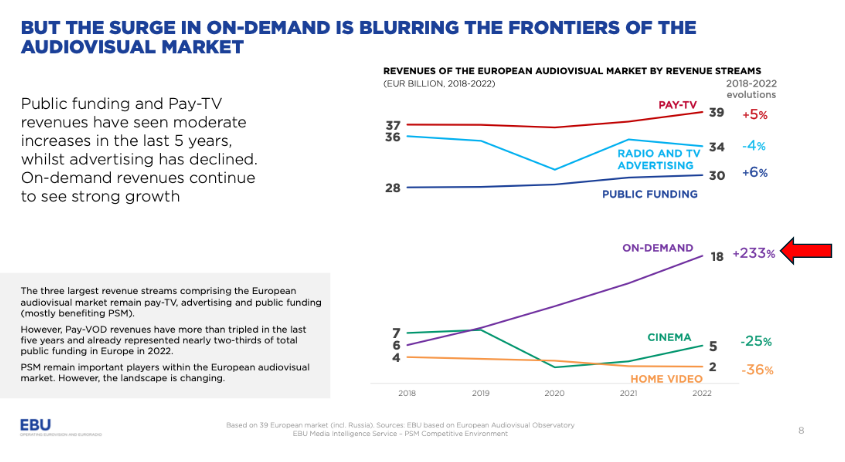 BUT THE SURGE IN ON-DEMAND IS BLURRING THE FRONTIERS OF THE
AUDIOVISUAL MARKET
Public funding and Pay-TV
revenues have seen moderate
increases in the last 5 years,
whilst advertising has declined.
On-demand revenues continue
to see strong growth
The three largest revenue streams comprising the European
audiovisual market remain pay-TV, advertising and public funding
(mostly benefiting PSM).
However, Pay-VOD revenues have more than tripled in the last
five years and already represented nearly two-thirds of total
public funding in Europe in 2022.
PSM remain important players within the European audiovisual
market. However, the landscape is changing.
REVENUES OF THE EUROPEAN AUDIOVISUAL MARKET BY REVENUE STREAMS
(EUR BILLION, 2018-2022)
2018-2022
evolutions
PAY-TV
37
39
+5%
36
RADIO AND TV
ADVERTISING
34
-4%
28
30
+6%
PUBLIC FUNDING
ON-DEMAND
18
+233%
7
6
4
CINEMA
5
-25%
2
-36%
HOME VIDEO
2018
2019
2020
2021
2022
EBU
Based on 39 European market (incl. Russia). Sources: EBU based on European Audiovisual Observatory
EBU Media Intelligence Service – PSM Competitive Environment
8